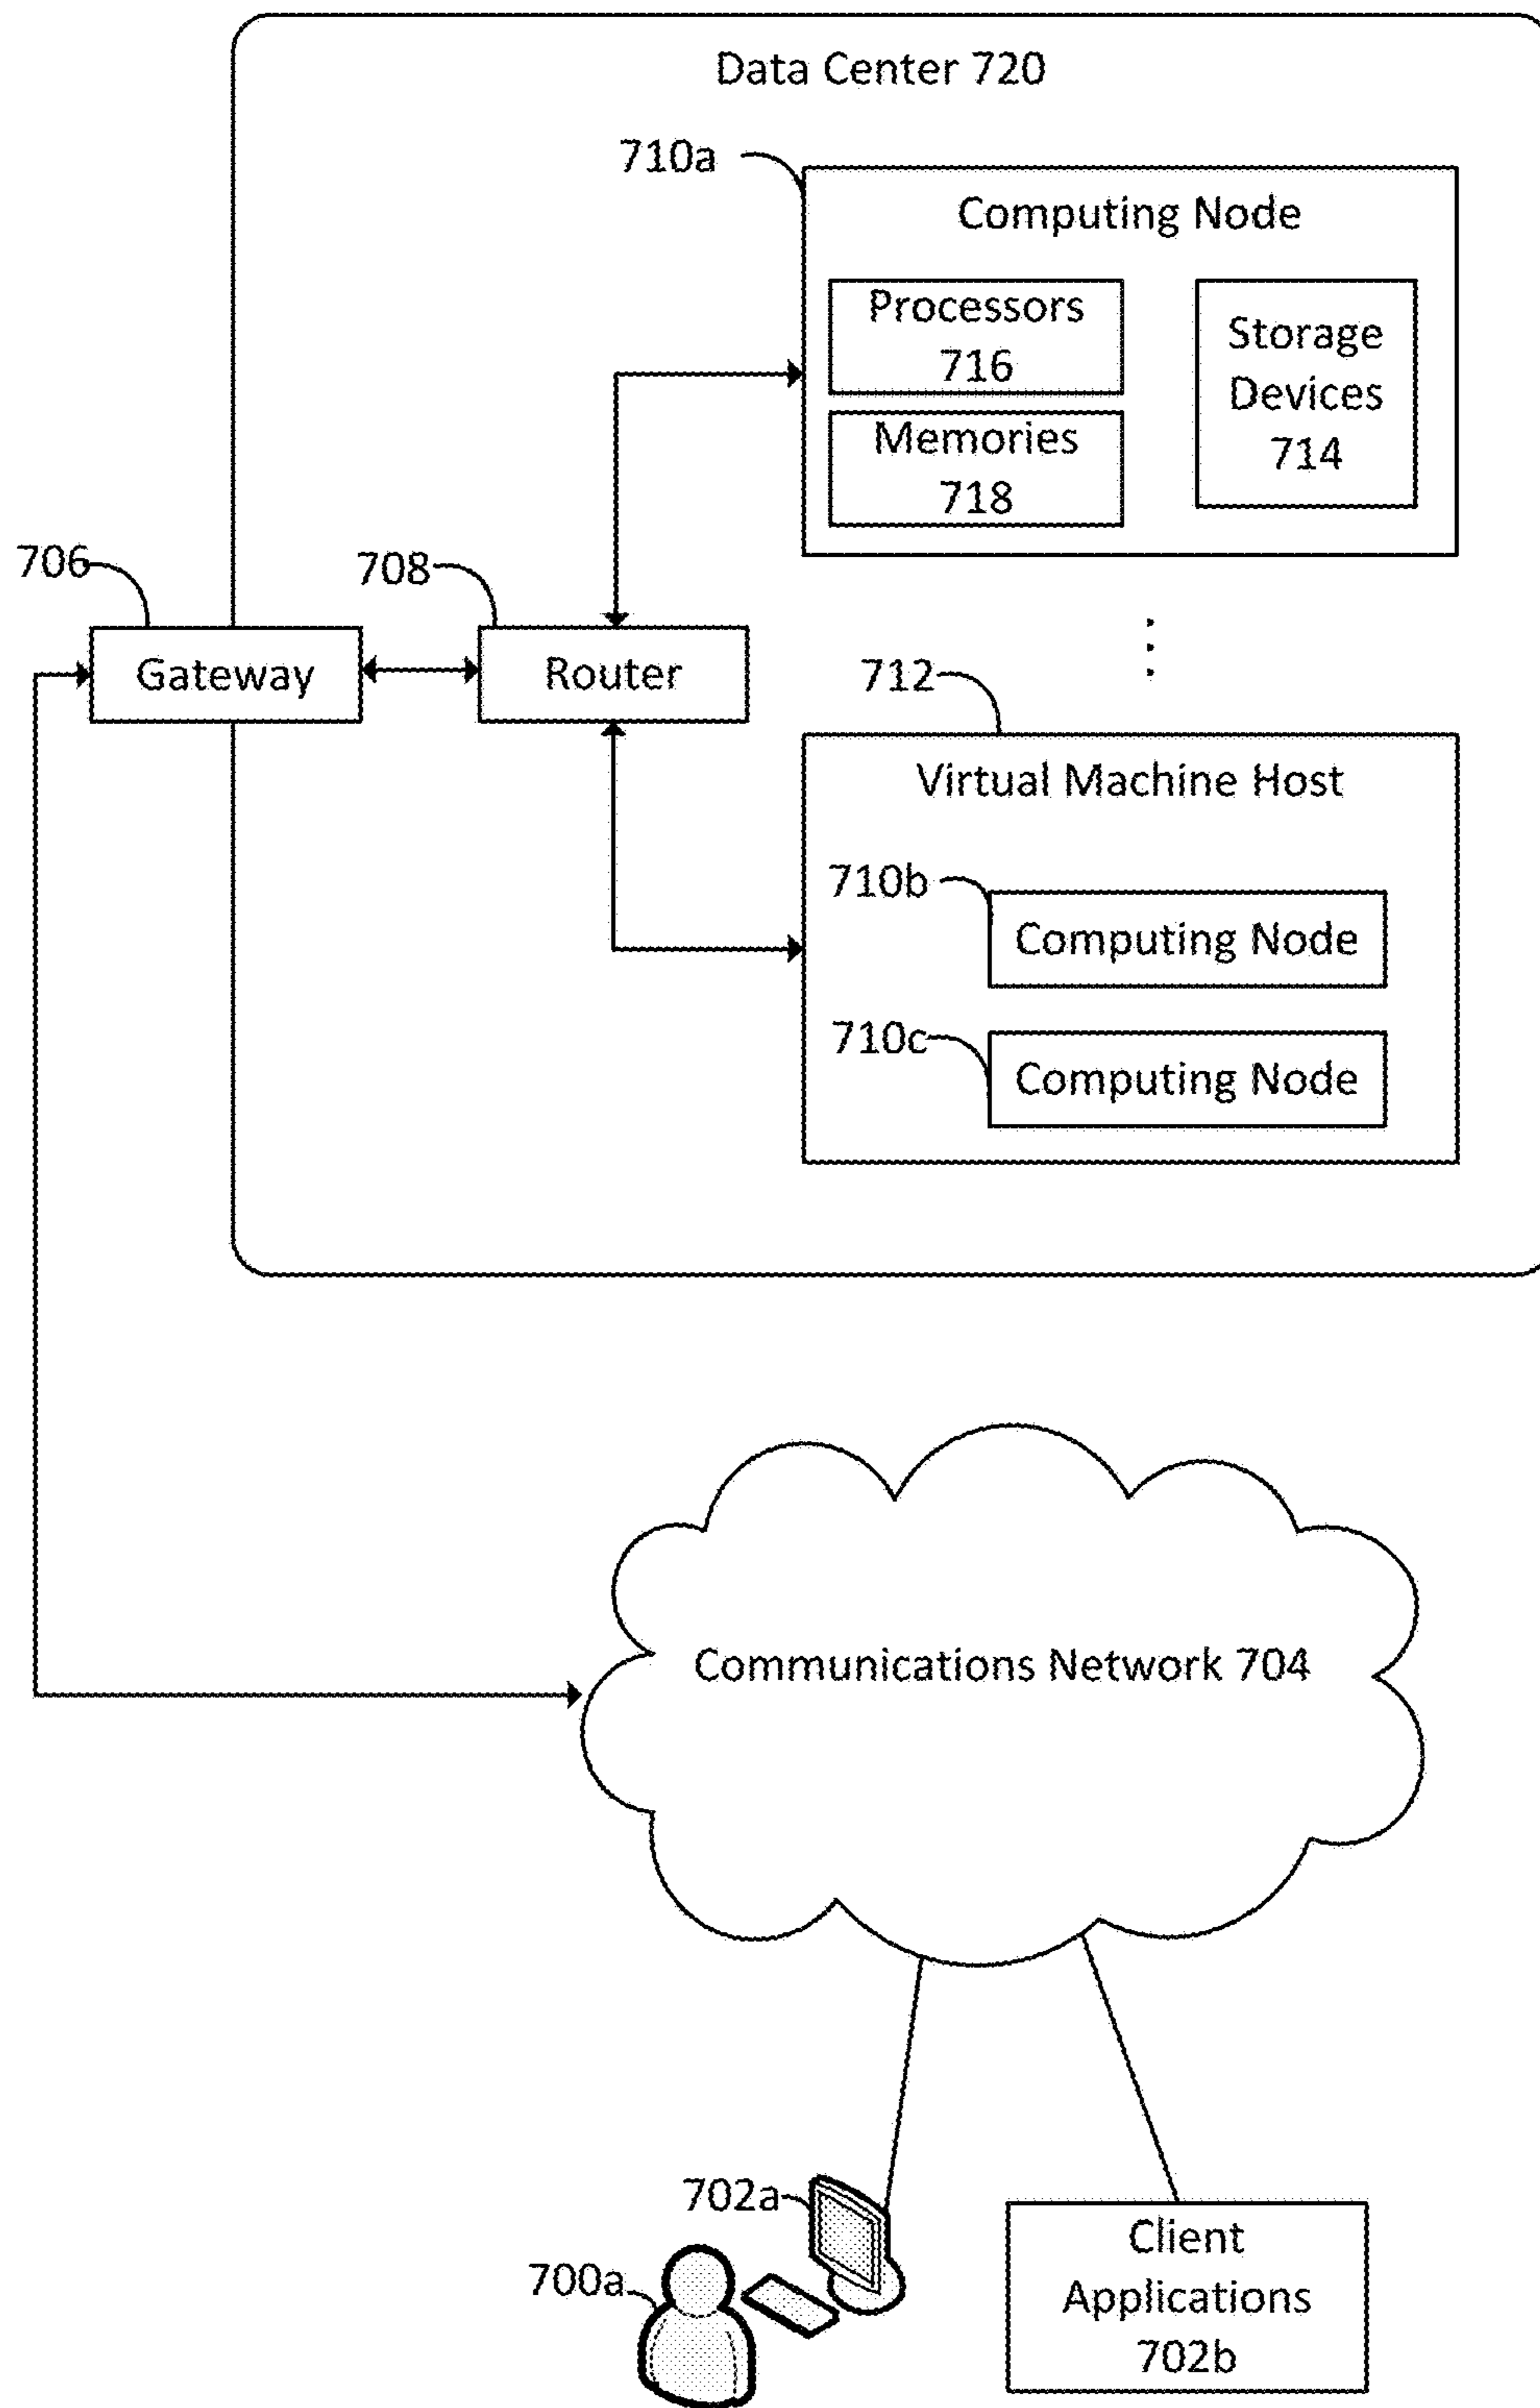 Data Center 720
710a
Computing Node
Processors
716
Storage
Devices
714
Memories
718
706
Gateway
708
Router
712
Virtual Machine Host
710b
Computing Node
710c
Computing Node
Communications Network 704
702a
700a
Client
Applications
702b